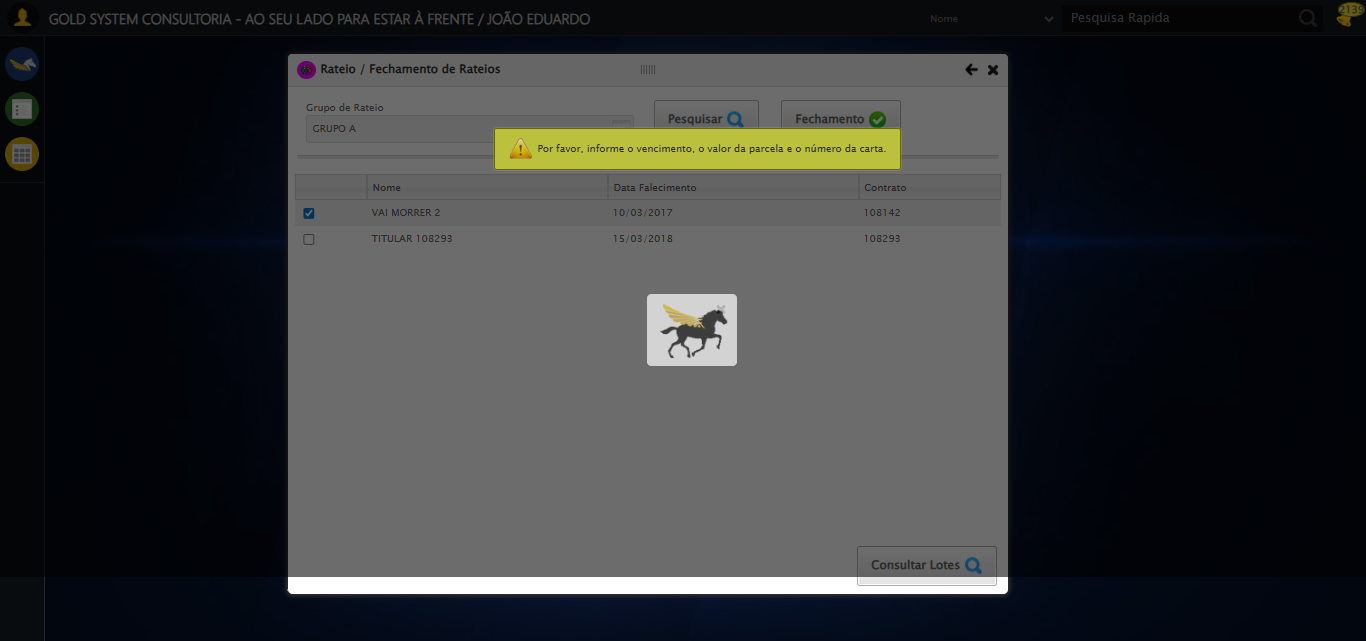 GOLD SYSTEM CONSULTORIA - AO SEU LADO PARA ESTAR À FRENTE / JOÃO EDUARDO
Nome
Pesquisa Rapida
2139
Rateio / Fechamento de Rateios
Grupo de Rateio
GRUPO A
Pesquisar
Fechamento
Por favor, informe o vencimento, o valor da parcela e o número da carta.
Nome Data Falecimento Contrato
VAI MORRER 2 10/03/2017 108142
TITULAR 108293 15/03/2018 108293
Consultar Lotes